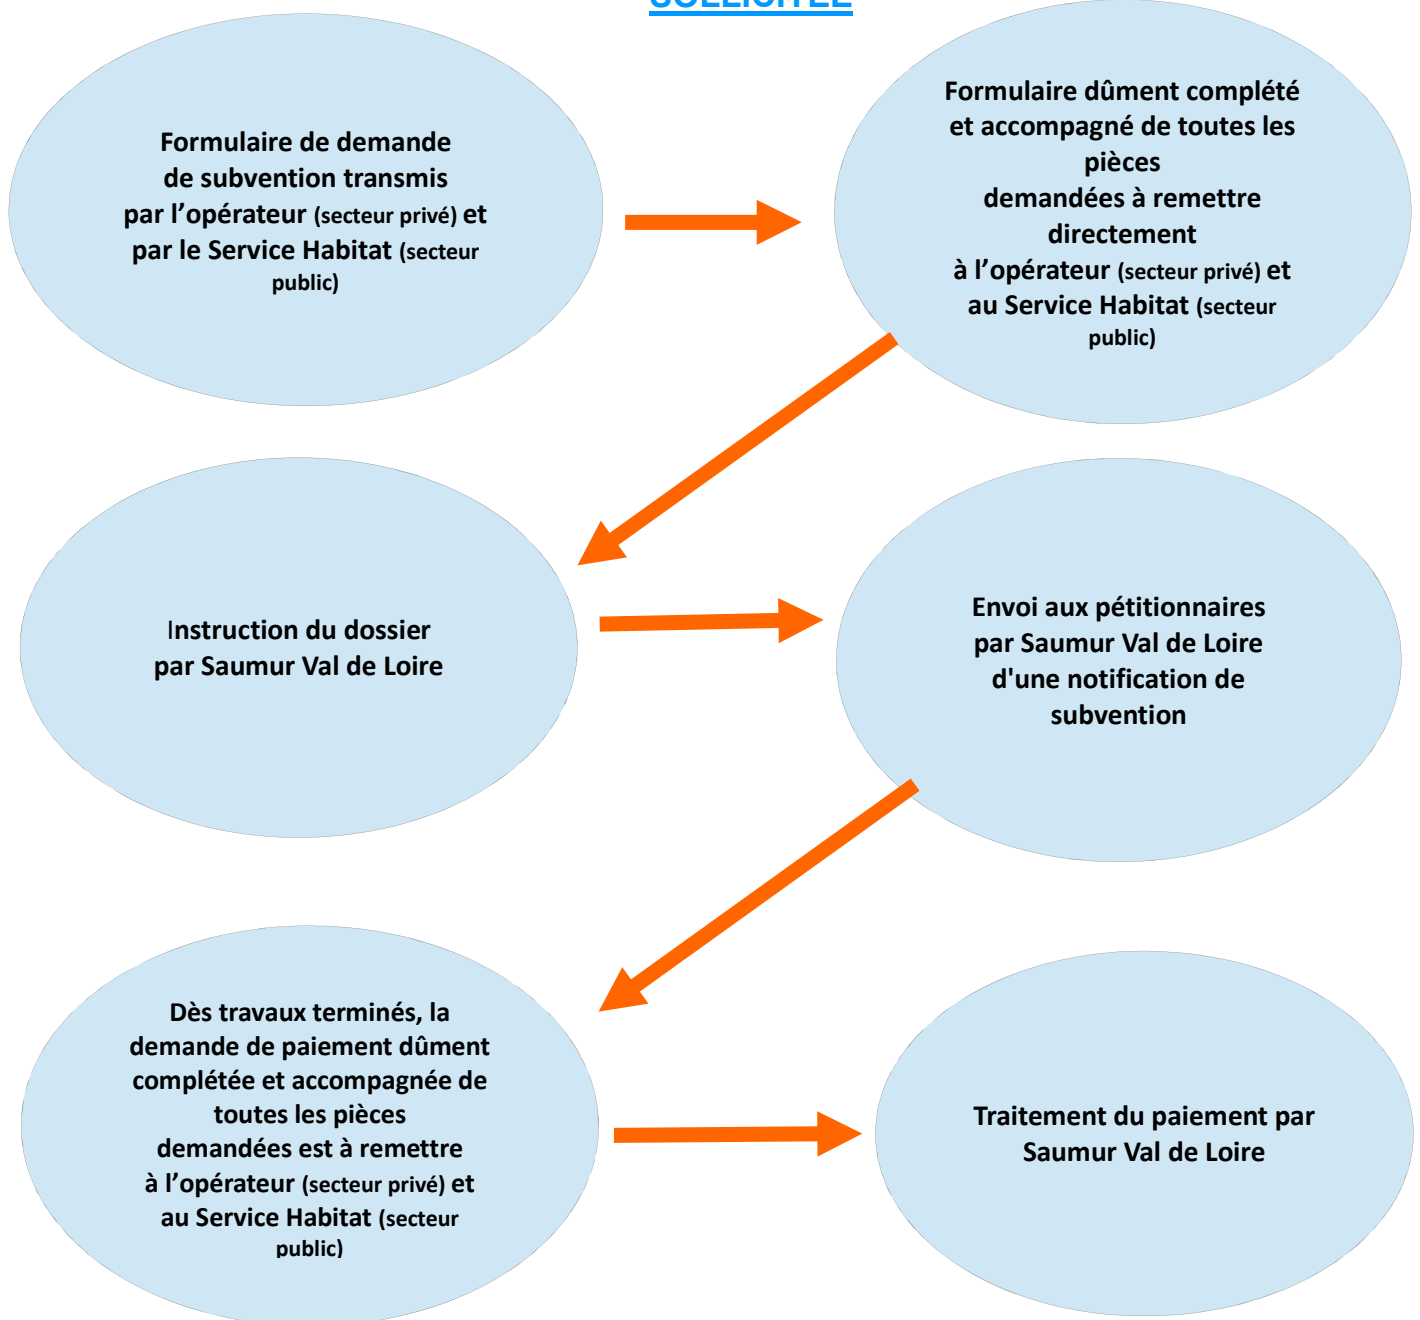 SOLLICITÉE
Formulaire de demande
de subvention transmis
par l’opérateur (secteur privé) et
par le Service Habitat (secteur
public)
Formulaire dûment complété
et accompagné de toutes les
pièces
demandées à remettre
directement
à l’opérateur (secteur privé) et
au Service Habitat (secteur
public)
Instruction du dossier
par Saumur Val de Loire
Envoi aux pétitionnaires
par Saumur Val de Loire
d'une notification de
subvention
Dès travaux terminés, la
demande de paiement dûment
complétée et accompagnée de
toutes les pièces
demandées est à remettre
à l’opérateur (secteur privé) et
au Service Habitat (secteur
public)
Traitement du paiement par
Saumur Val de Loire